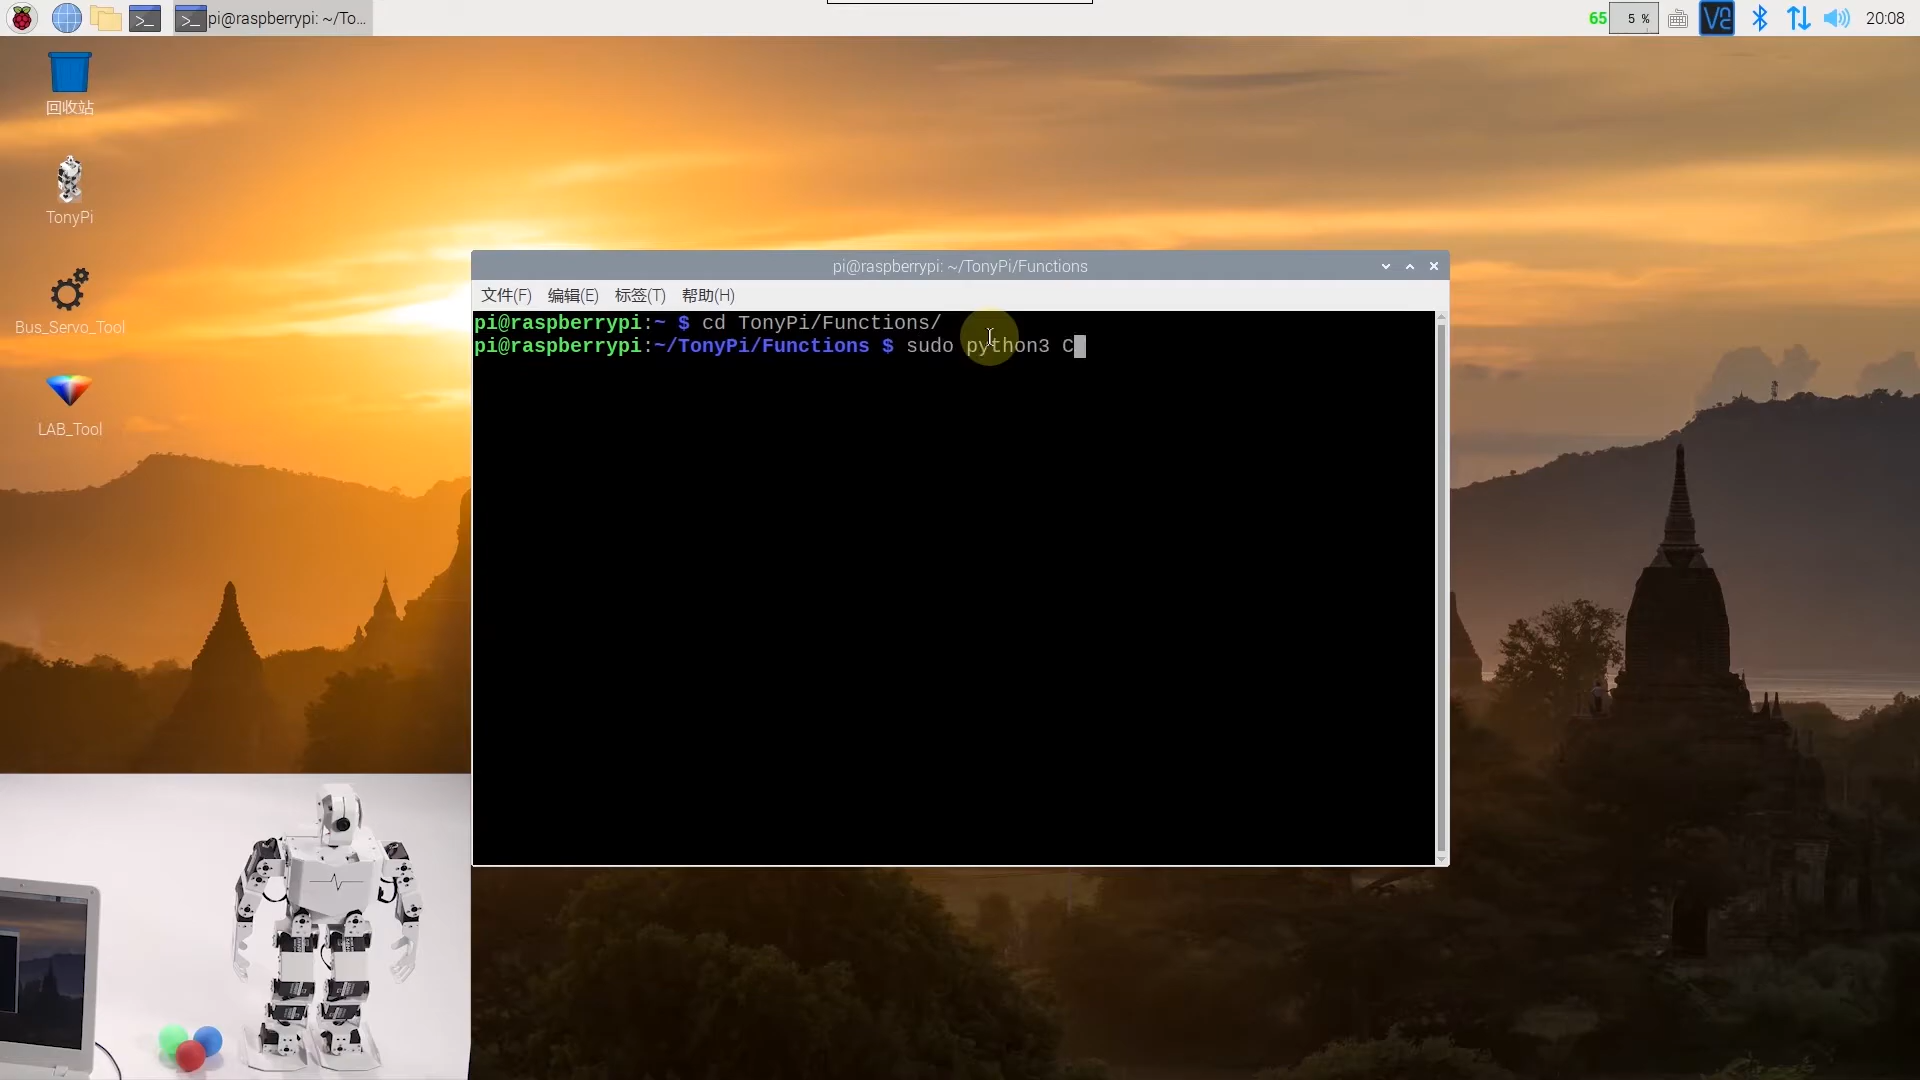 pi@raspberrypi: ~/To...
65
5 %
20:08
回收站
TonyPi
Bus_Servo_Tool
LAB_Tool
pi@raspberrypi: ~/TonyPi/Functions
文件(F) 编辑(E) 标签(T) 帮助(H)
pi@raspberrypi:~ $ cd TonyPi/Functions/
pi@raspberrypi:~/TonyPi/Functions $ sudo python3 C